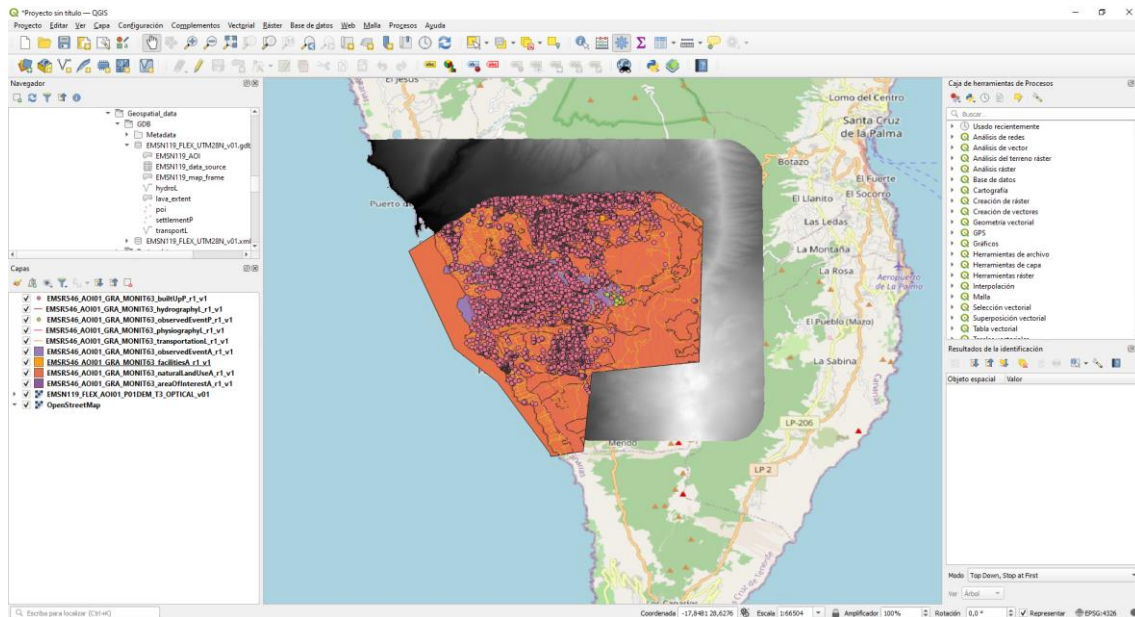 *Proyecto sin título — QGIS
Proyecto Editar Ver Capa Configuración Complementos Vectorial Ráster Base de datos Web Malla Procesos Ayuda
Navegador
Geospatial_data
GDB
Metadata
EMSN119_FLEX_UTM28N_v01.gdb
EMSN119_AOI
EMSN119_data_source
EMSN119_map_frame
hydroL
lava_extent
poi
settlementP
transportL
EMSN119_FLEX_UTM28N_v01.xml
Capas
EMSR546_AOI01_GRA_MONIT63_builtUpP_r1_v1
EMSR546_AOI01_GRA_MONIT63_hydrographyL_r1_v1
EMSR546_AOI01_GRA_MONIT63_observedEventP_r1_v1
EMSR546_AOI01_GRA_MONIT63_physiographyL_r1_v1
EMSR546_AOI01_GRA_MONIT63_transportationL_r1_v1
EMSR546_AOI01_GRA_MONIT63_observedEventA_r1_v1
EMSR546_AOI01_GRA_MONIT63_facilitiesA_r1_v1
EMSR546_AOI01_GRA_MONIT63_naturalLandUseA_r1_v1
EMSR546_AOI01_GRA_MONIT63_areaOfInterestA_r1_v1
EMSN119_FLEX_AOI01_P01DEM_T3_OPTICAL_v01
OpenStreetMap
El Jesús
Lomo del Centro
Santa Cruz
de la Palma
Botazo
El Fuerte
El Socorro
El Llanito
Las Ledas
La Montaña
La Rosa
Aeropuerto
de La Palma
El Pueblo (Mazo)
La Sabina
LP-206
LP 2
Puerto
Canarias
Los Canarios
Caja de herramientas de Procesos
Buscar...
Usado recientemente
Análisis de redes
Análisis de vector
Análisis del terreno ráster
Análisis ráster
Base de datos
Cartografía
Creación de ráster
Creación de vectores
Geometría vectorial
GPS
Gráficos
Herramientas de archivo
Herramientas de capa
Herramientas ráster
Interpolación
Malla
Selección vectorial
Superposición vectorial
Tabla vectorial
Resultados de la identificación
Objeto espacial Valor
Modo Top Down, Stop at First
Ver Árbol
Escriba para localizar (Ctrl+K)
Coordenada -17,8481 28,6276 Escala 1:66504 Amplificador 100% Rotación 0,0 ° Representar EPSG:4326